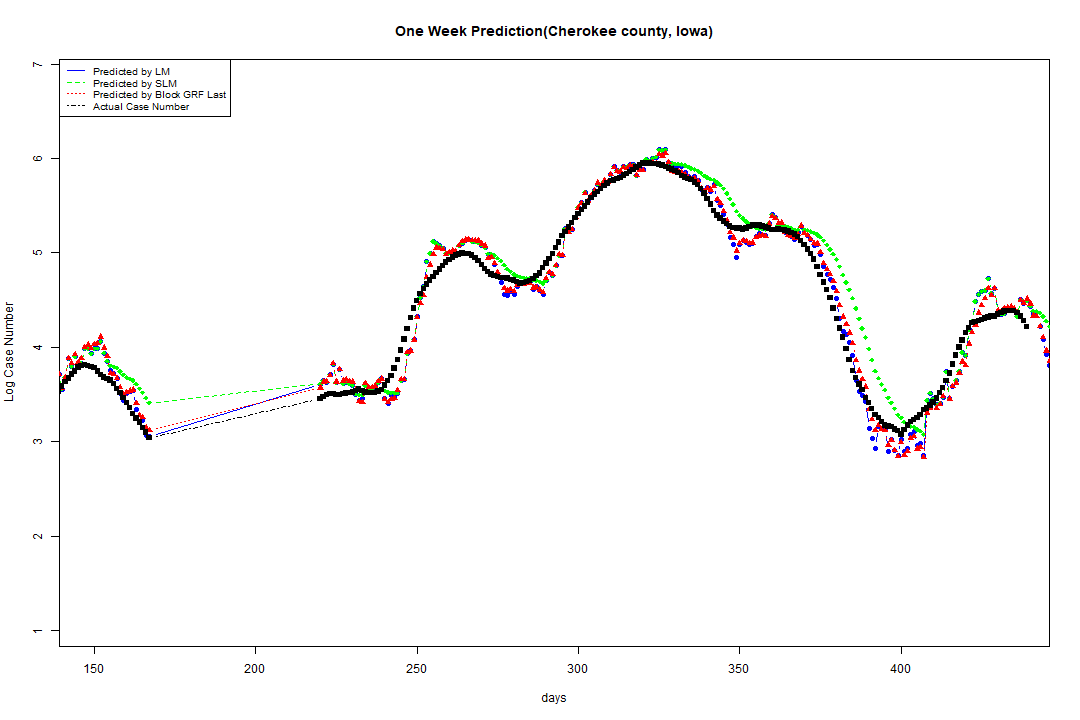 One Week Prediction(Cherokee county, Iowa)
Predicted by LM
Predicted by SLM
Predicted by Block GRF Last
Actual Case Number
7
6
5
4
3
2
1
Log Case Number
150 200 250 300 350 400
days